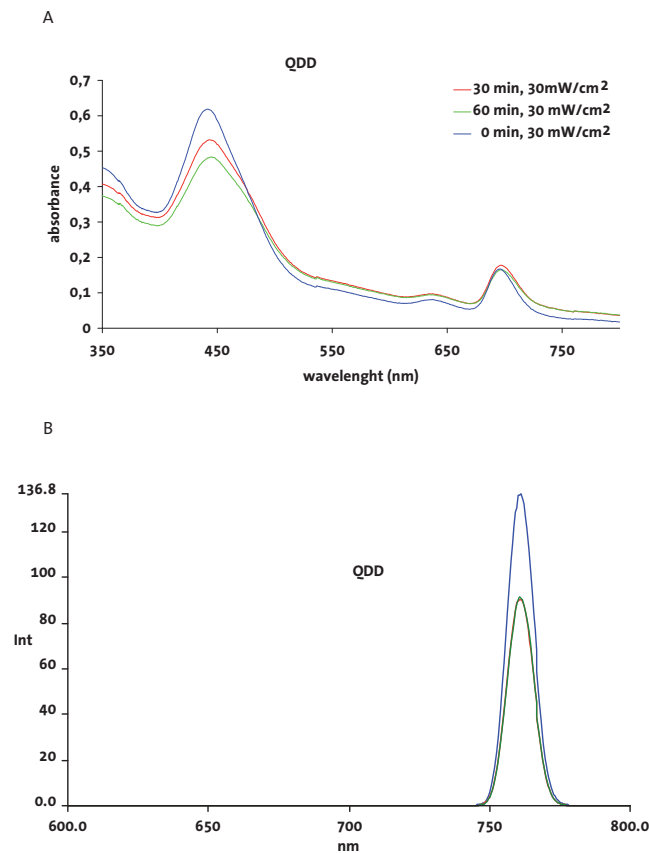 A
QDD
30 min, 30mW/cm²
60 min, 30 mW/cm²
0 min, 30 mW/cm²
0,7
0,6
0,5
0,4
0,3
0,2
0,1
0
absorbance
350
450
550
650
750
wavelenght (nm)
B
136.8
120
100
80
60
40
20
0.0
Int
QDD
600.0
650
700
750
800.0
nm